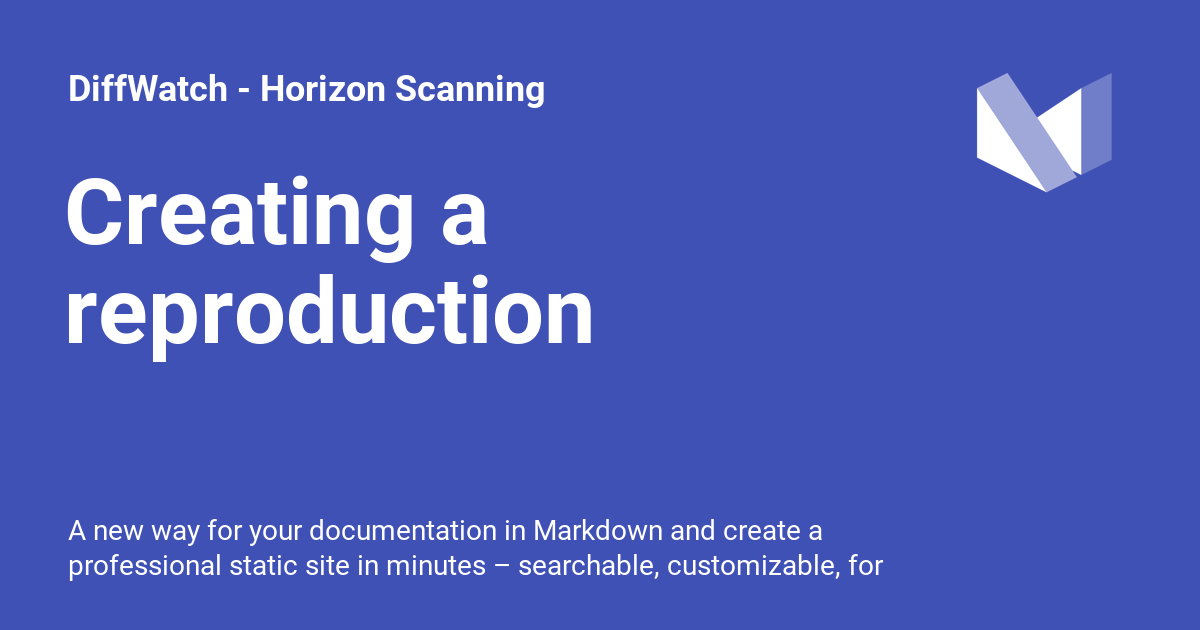 DiffWatch - Horizon Scanning
Creating a
reproduction
A new way for your documentation in Markdown and create a
professional static site in minutes – searchable, customizable, for